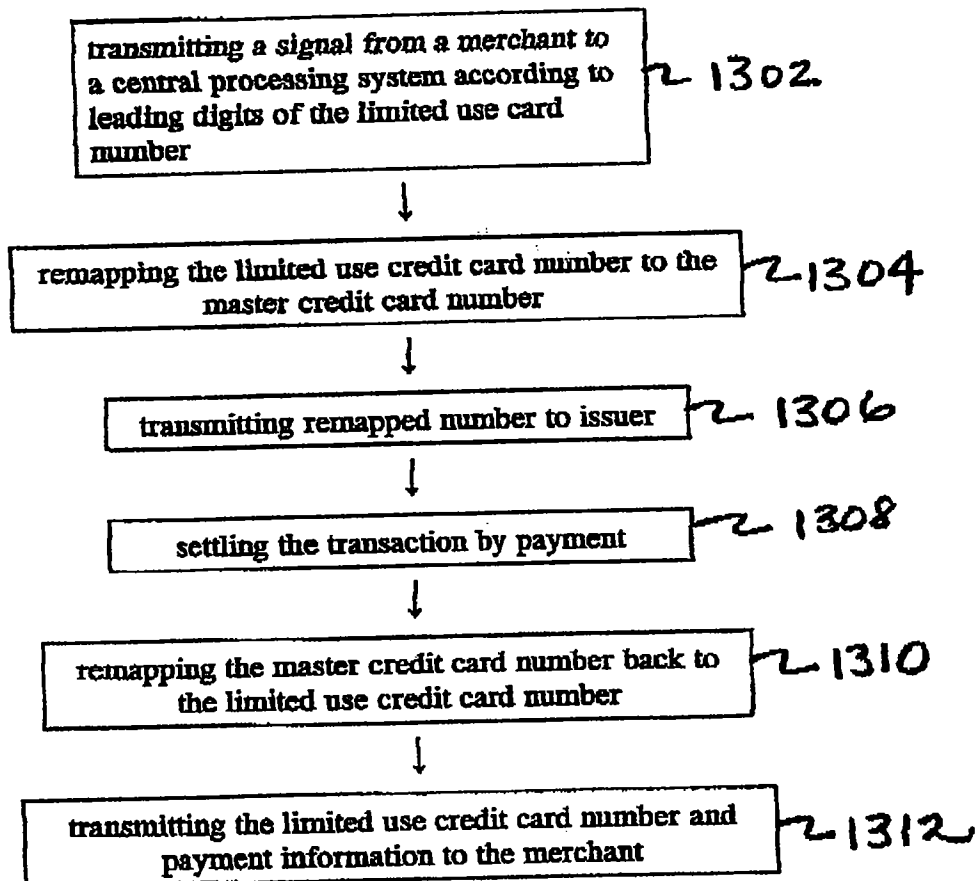 transmitting a signal from a merchant to
a central processing system according to
leading digits of the limited use card
number
1302
remapping the limited use credit card number to the
master credit card number
1304
transmitting remapped number to issuer
1306
settling the transaction by payment
1308
remapping the master credit card number back to
the limited use credit card number
1310
transmitting the limited use credit card number and
payment information to the merchant
1312